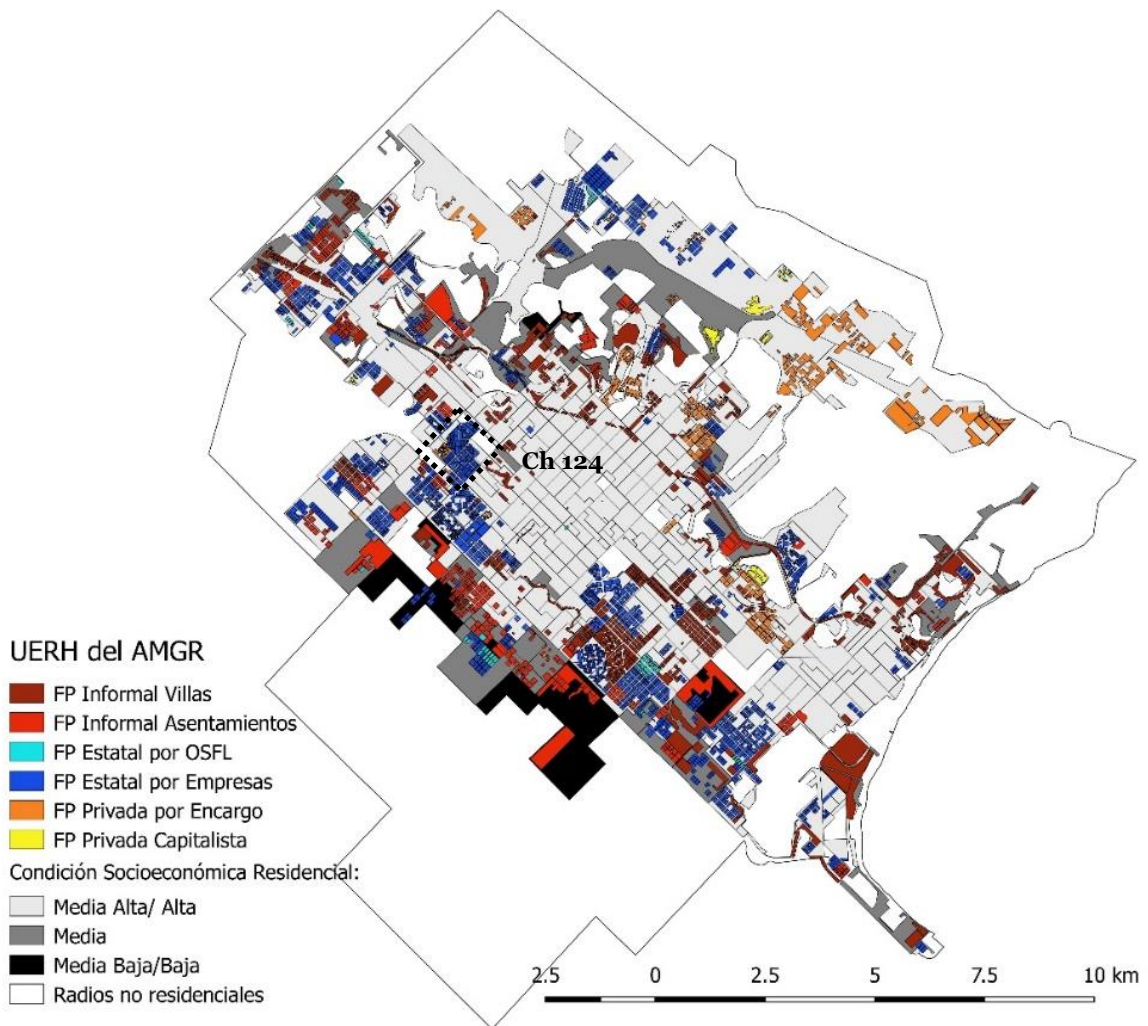 Ch 124
UERH del AMGR
FP Informal Villas
FP Informal Asentamientos
FP Estatal por OSFL
FP Estatal por Empresas
FP Privada por Encargo
FP Privada Capitalista
Condición Socioeconómica Residencial:
Media Alta/ Alta
Media
Media Baja/Baja
Radios no residenciales
2.5 0 2.5 5 7.5 10 km